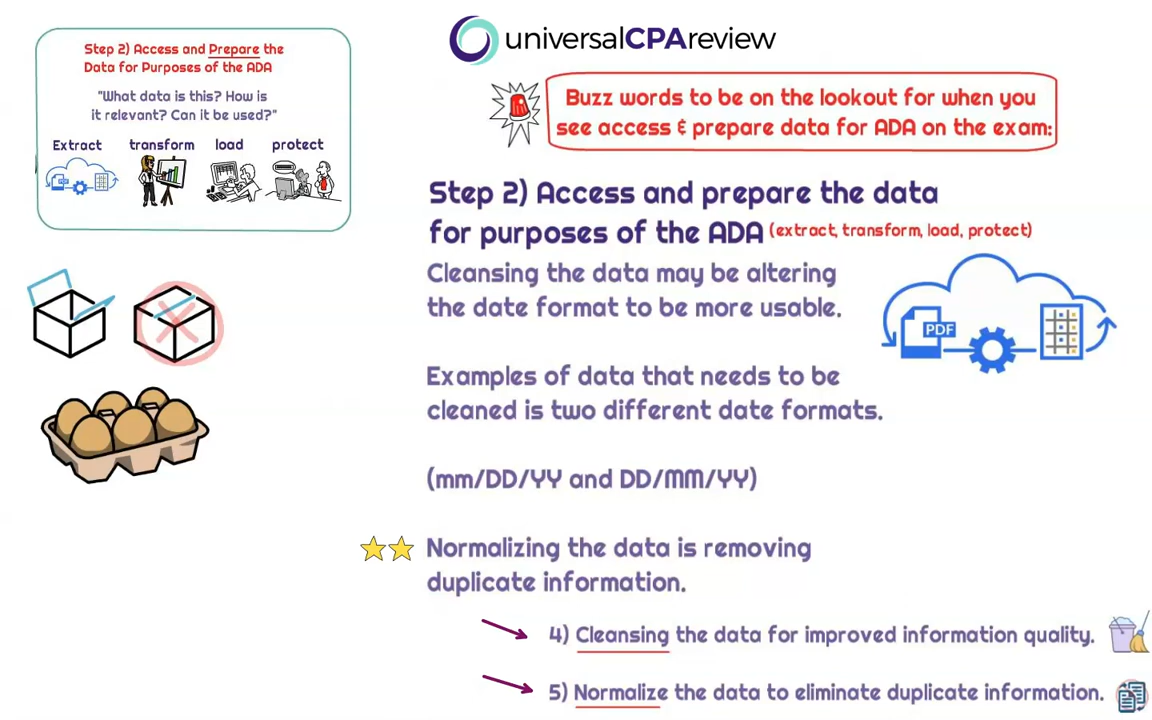 Step 2) Access and Prepare the
Data for Purposes of the ADA
"What data is this? How is
it relevant? Can it be used?"
Extract transform load protect
universalCPAreview
Buzz words to be on the lookout for when you
see access & prepare data for ADA on the exam:
Step 2) Access and prepare the data
for purposes of the ADA (extract, transform, load, protect)
Cleansing the data may be altering
the date format to be more usable.
PDF
Examples of data that needs to be
cleaned is two different date formats.
(mm/DD/YY and DD/MM/YY)
Normalizing the data is removing
duplicate information.
4) Cleansing the data for improved information quality.
5) Normalize the data to eliminate duplicate information.